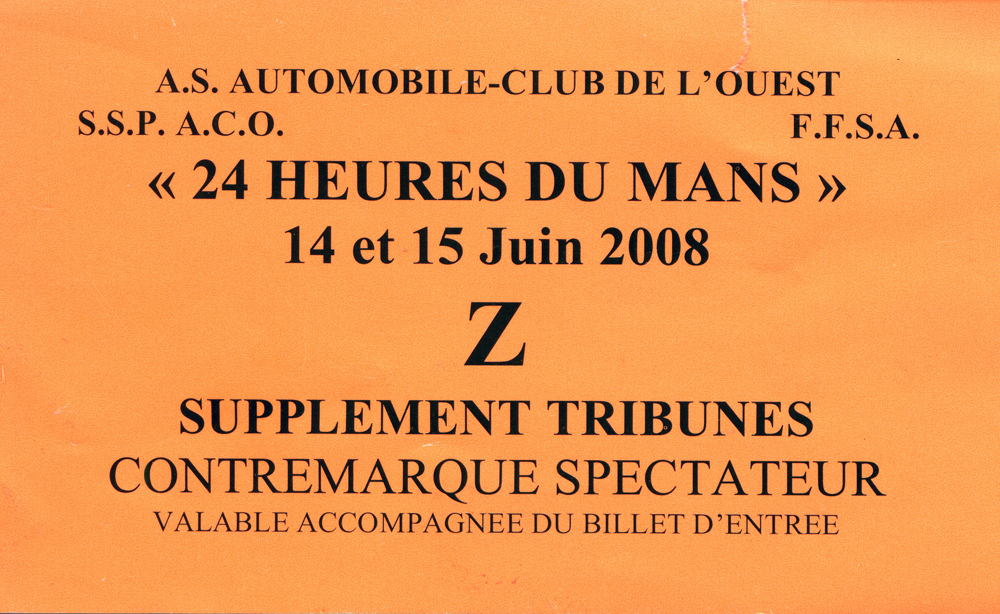 A.S. AUTOMOBILE-CLUB DE L’OUEST
S.S.P. A.C.O. F.F.S.A.
« 24 HEURES DU MANS »
14 et 15 Juin 2008
Z
SUPPLEMENT TRIBUNES
CONTREMARQUE SPECTATEUR
VALABLE ACCOMPAGNEE DU BILLET D’ENTREE